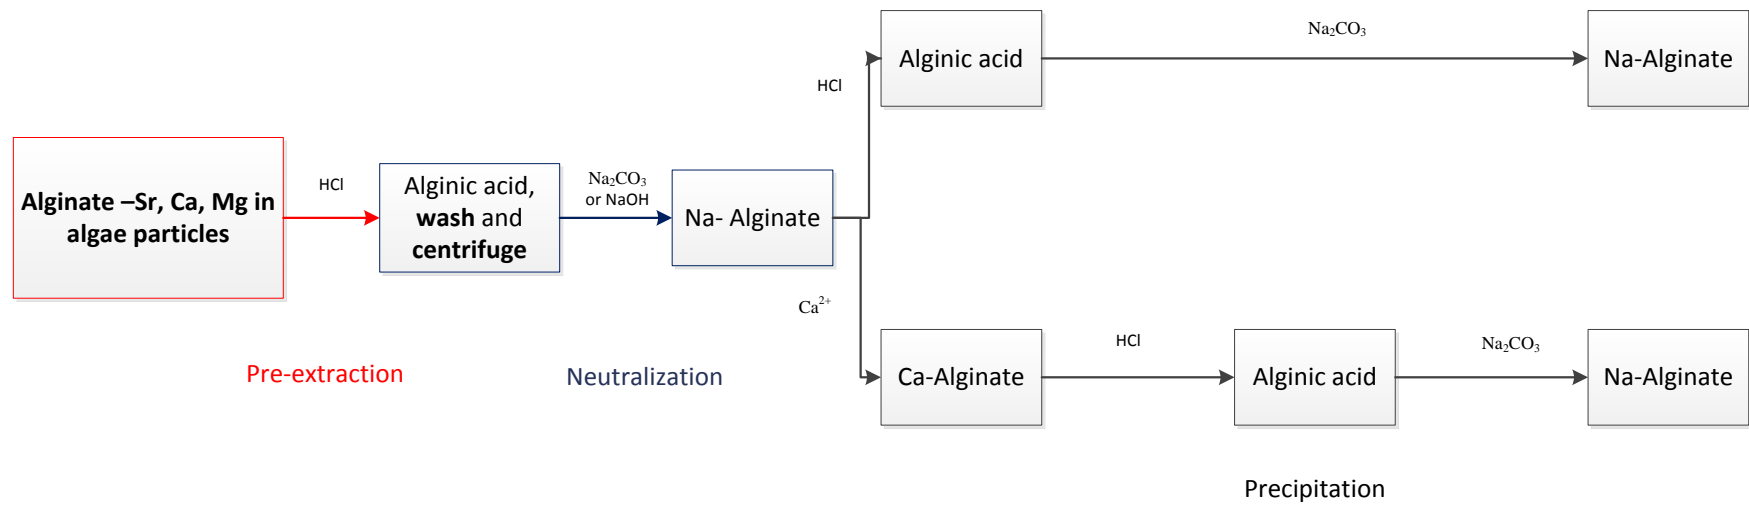 Alginate –Sr, Ca, Mg in
algae particles
HCl
Alginic acid,
wash and
centrifuge
Na₂CO₃
or NaOH
Na- Alginate
HCl
Alginic acid
Na₂CO₃
Na-Alginate
Ca²⁺
Ca-Alginate
HCl
Alginic acid
Na₂CO₃
Na-Alginate
Pre-extraction
Neutralization
Precipitation